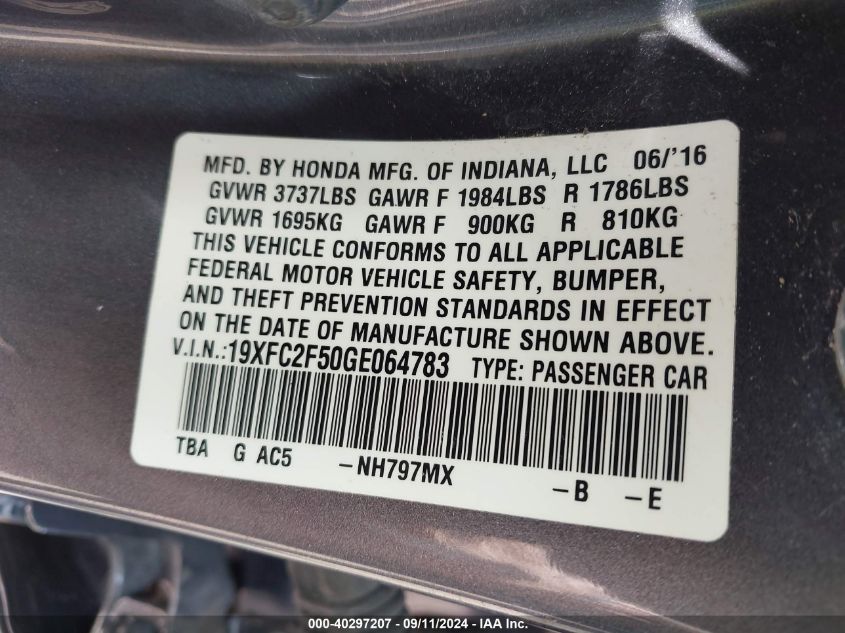 MFD. BY HONDA MFG. OF INDIANA, LLC 06/'16
GVWR 3737LBS GAWR F 1984LBS R 1786LBS
GVWR 1695KG GAWR F 900KG R 810KG
THIS VEHICLE CONFORMS TO ALL APPLICABLE
FEDERAL MOTOR VEHICLE SAFETY, BUMPER,
AND THEFT PREVENTION STANDARDS IN EFFECT
ON THE DATE OF MANUFACTURE SHOWN ABOVE.
V.I.N.:19XFC2F50GE064783 TYPE: PASSENGER CAR
TBA G AC5 -NH797MX -B -E
000-40297207 - 09/11/2024 - IAA Inc.